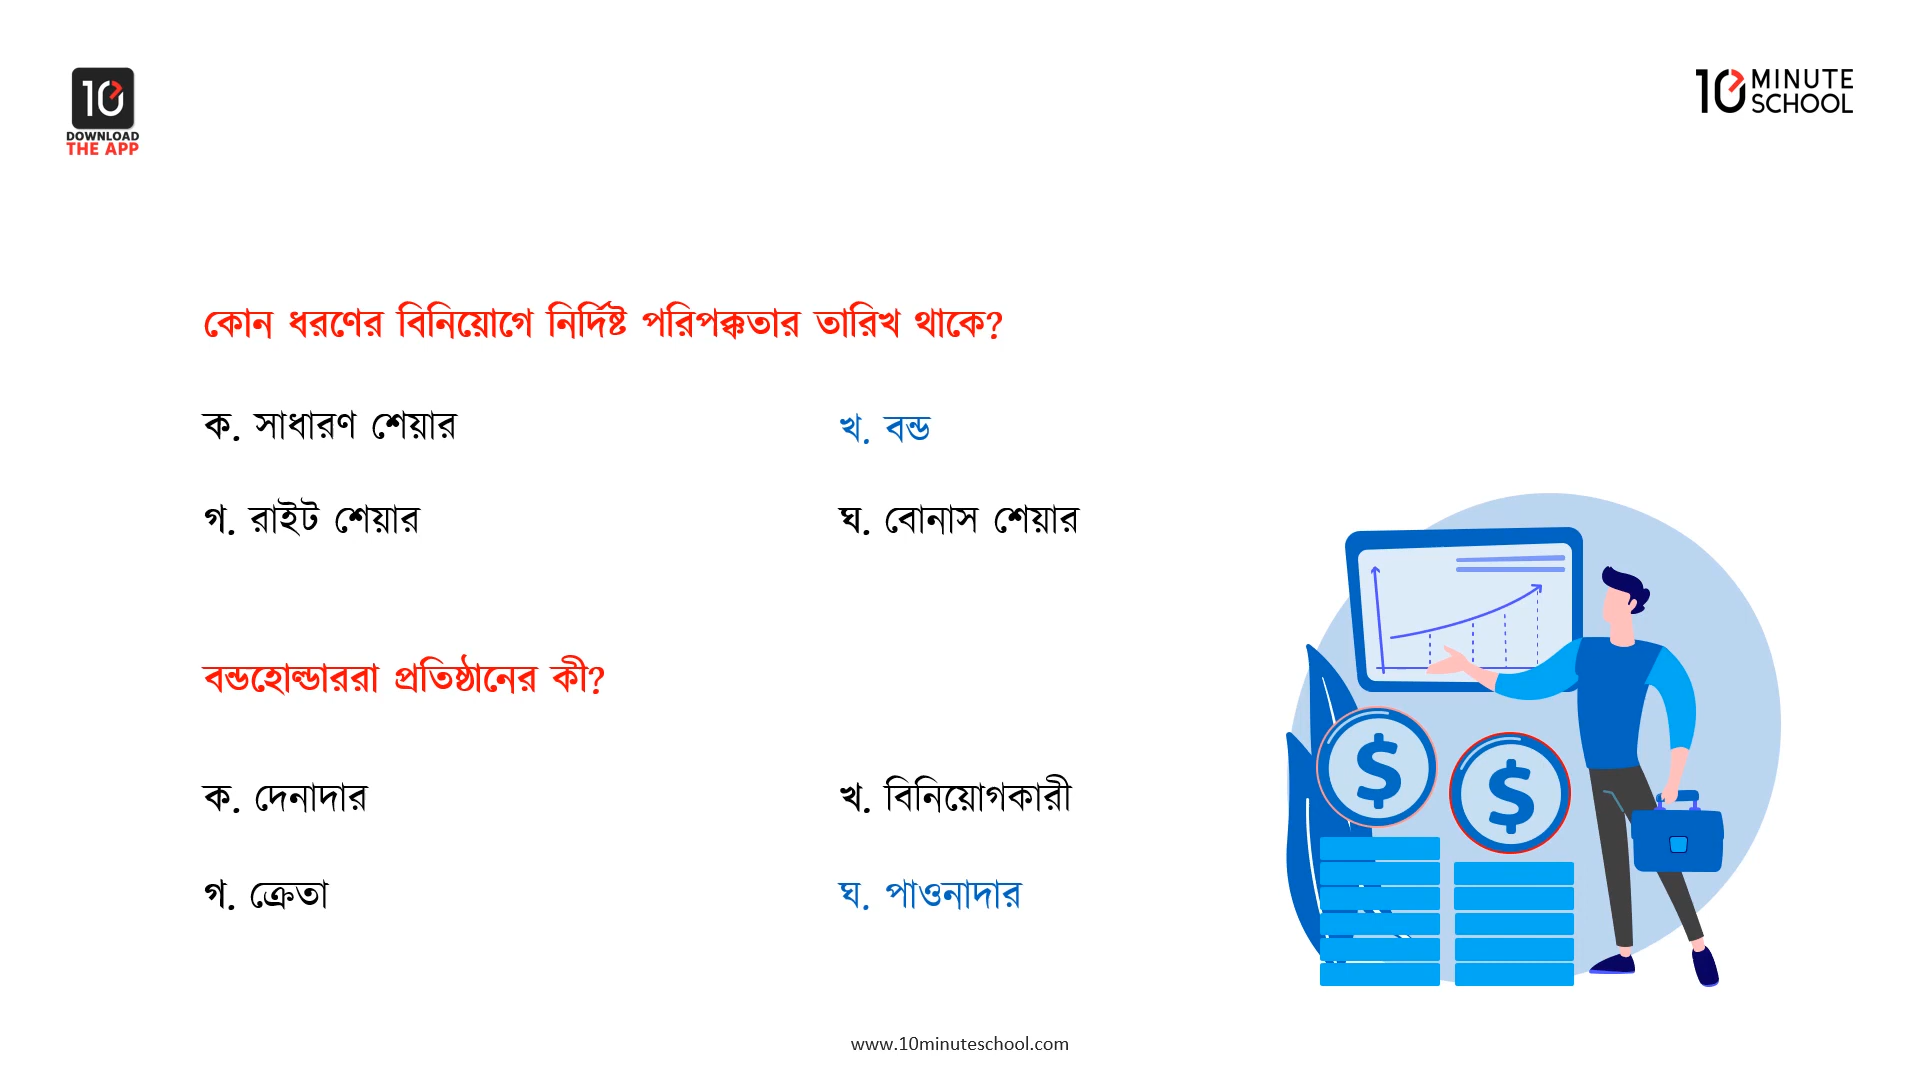 10
DOWNLOAD
THE APP
10 MINUTE
SCHOOL
কোন ধরণের বিনিয়োগে নির্দিষ্ট পরিপক্কতার তারিখ থাকে?
ক. সাধারণ শেয়ার
খ. বন্ড
গ. রাইট শেয়ার
ঘ. বোনাস শেয়ার
বন্ডহোল্ডাররা প্রতিষ্ঠানের কী?
ক. দেনাদার
খ. বিনিয়োগকারী
গ. ক্রেতা
ঘ. পাওনাদার
$ $
www.10minuteschool.com